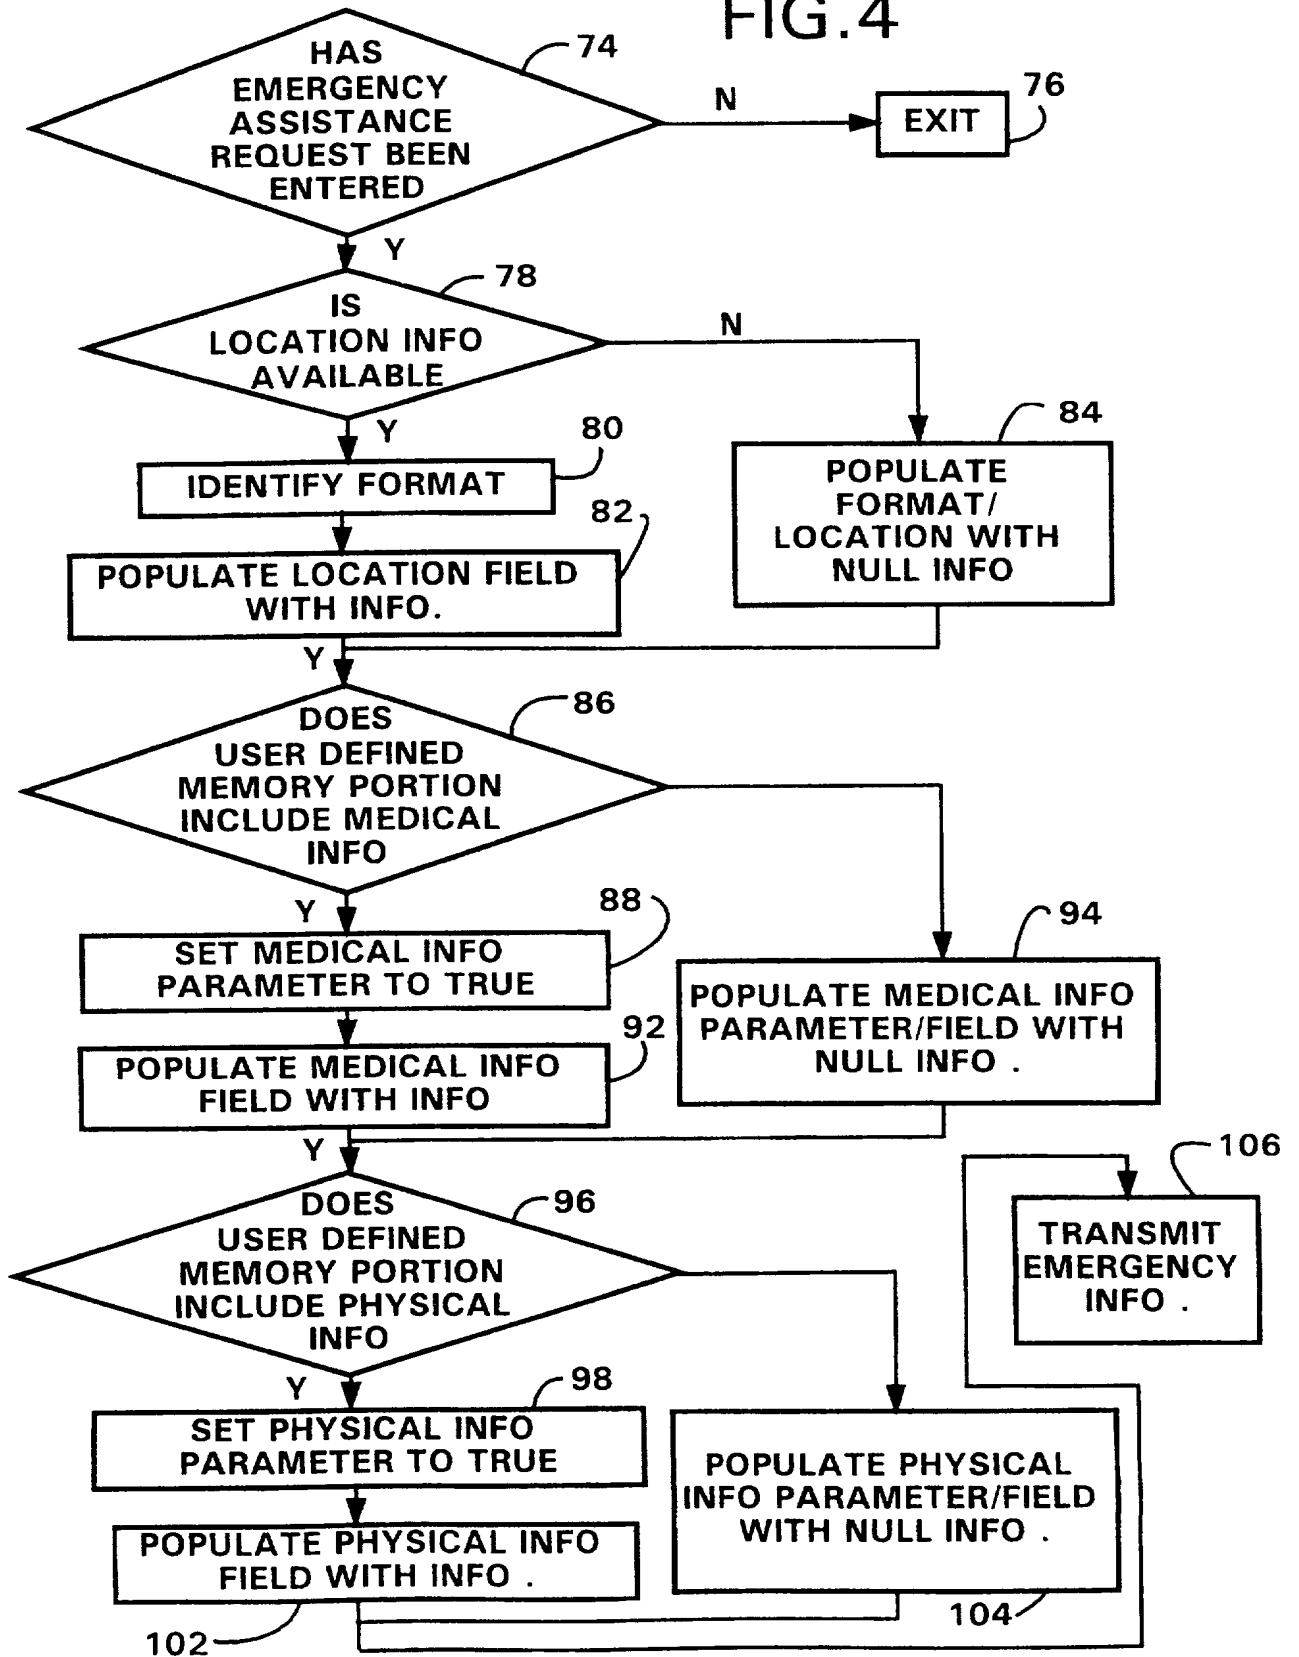 FIG.4
HAS
EMERGENCY
ASSISTANCE
REQUEST BEEN
ENTERED
74
N
EXIT
76
Y
IS
LOCATION INFO
AVAILABLE
78
N
Y
IDENTIFY FORMAT
80
POPULATE
FORMAT/
LOCATION WITH
NULL INFO
84
POPULATE LOCATION FIELD
WITH INFO.
82
Y
DOES
USER DEFINED
MEMORY PORTION
INCLUDE MEDICAL
INFO
86
Y
SET MEDICAL INFO
PARAMETER TO TRUE
88
POPULATE MEDICAL INFO
PARAMETER/FIELD WITH
NULL INFO .
94
POPULATE MEDICAL INFO
FIELD WITH INFO
92
Y
DOES
USER DEFINED
MEMORY PORTION
INCLUDE PHYSICAL
INFO
96
TRANSMIT
EMERGENCY
INFO .
106
Y
SET PHYSICAL INFO
PARAMETER TO TRUE
98
POPULATE PHYSICAL
INFO PARAMETER/FIELD
WITH NULL INFO .
104
POPULATE PHYSICAL INFO
FIELD WITH INFO .
102